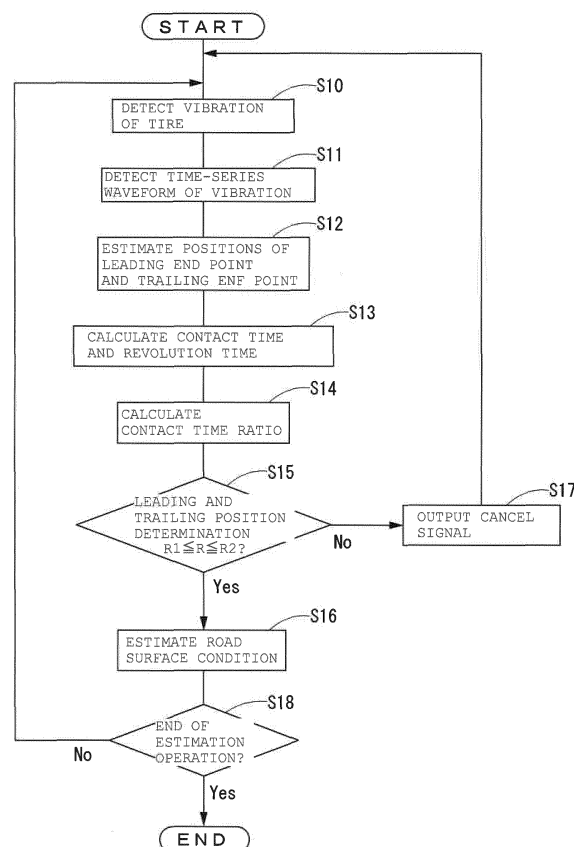 START
S10
DETECT VIBRATION
OF TIRE
S11
DETECT TIME-SERIES
WAVEFORM OF VIBRATION
S12
ESTIMATE POSITIONS OF
LEADING END POINT
AND TRAILING ENF POINT
S13
CALCULATE CONTACT TIME
AND REVOLUTION TIME
S14
CALCULATE
CONTACT TIME RATIO
S15
LEADING AND
TRAILING POSITION
DETERMINATION
R1≦R≦R2?
No
S17
OUTPUT CANCEL
SIGNAL
Yes
S16
ESTIMATE ROAD
SURFACE CONDITION
S18
END OF
ESTIMATION
OPERATION?
No
Yes
END